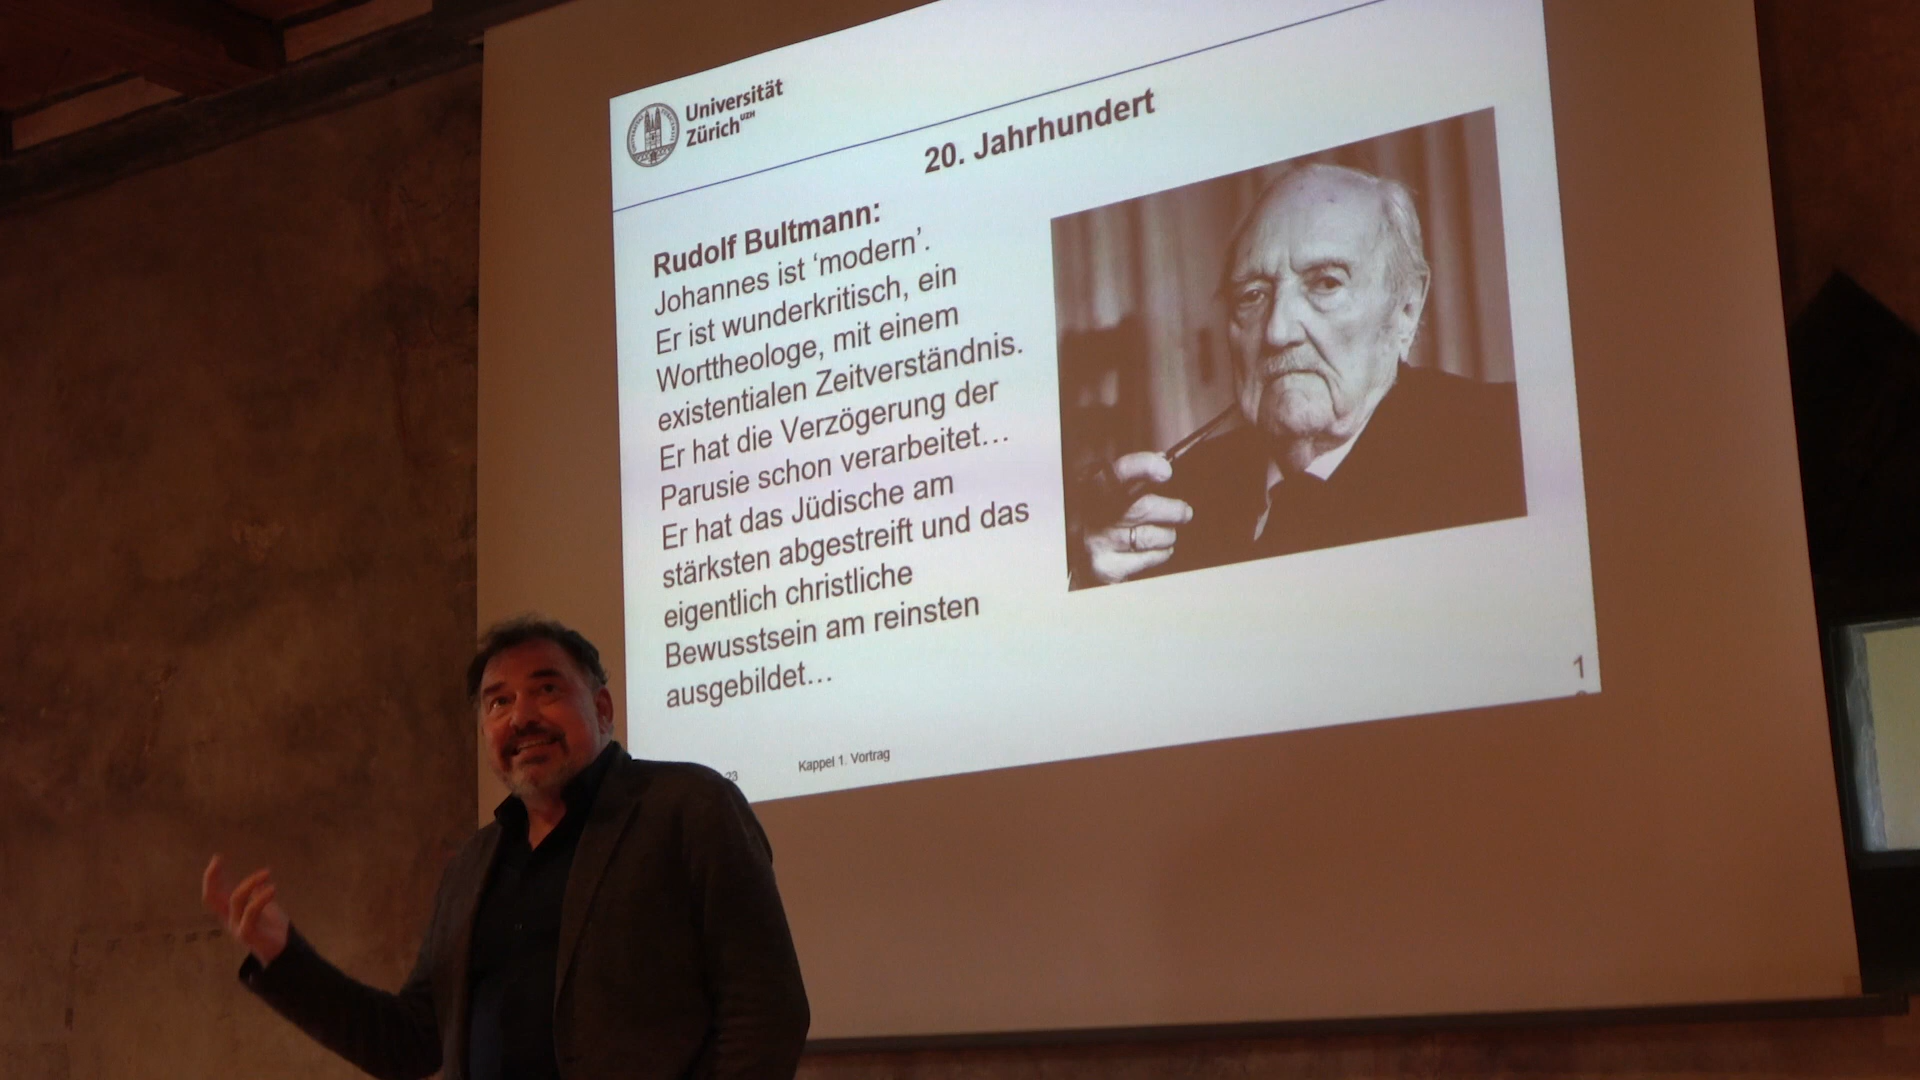 Universität
Zürich UZH
20. Jahrhundert
Rudolf Bultmann:
Johannes ist ‘modern’.
Er ist wunderkritisch, ein
Worttheologe, mit einem
existentialen Zeitverständnis.
Er hat die Verzögerung der
Parusie schon verarbeitet…
Er hat das Jüdische am
stärksten abgestreift und das
eigentlich christliche
Bewusstsein am reinsten
ausgebildet…
23
Kappel 1. Vortrag
1